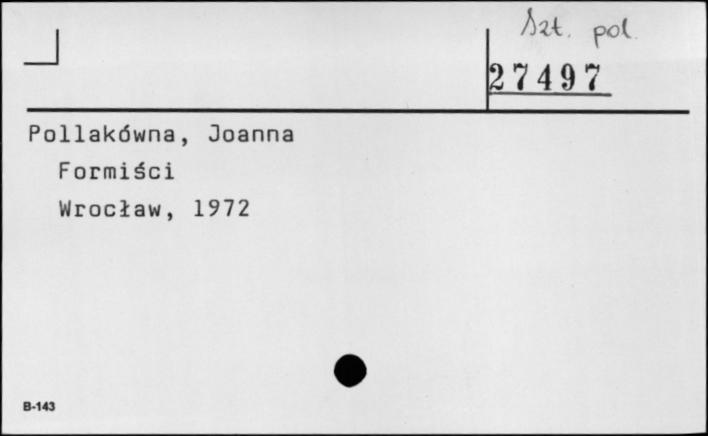 Szt. pol.
27497
Pollakówna, Joanna
Formiści
Wrocław, 1972
B-143